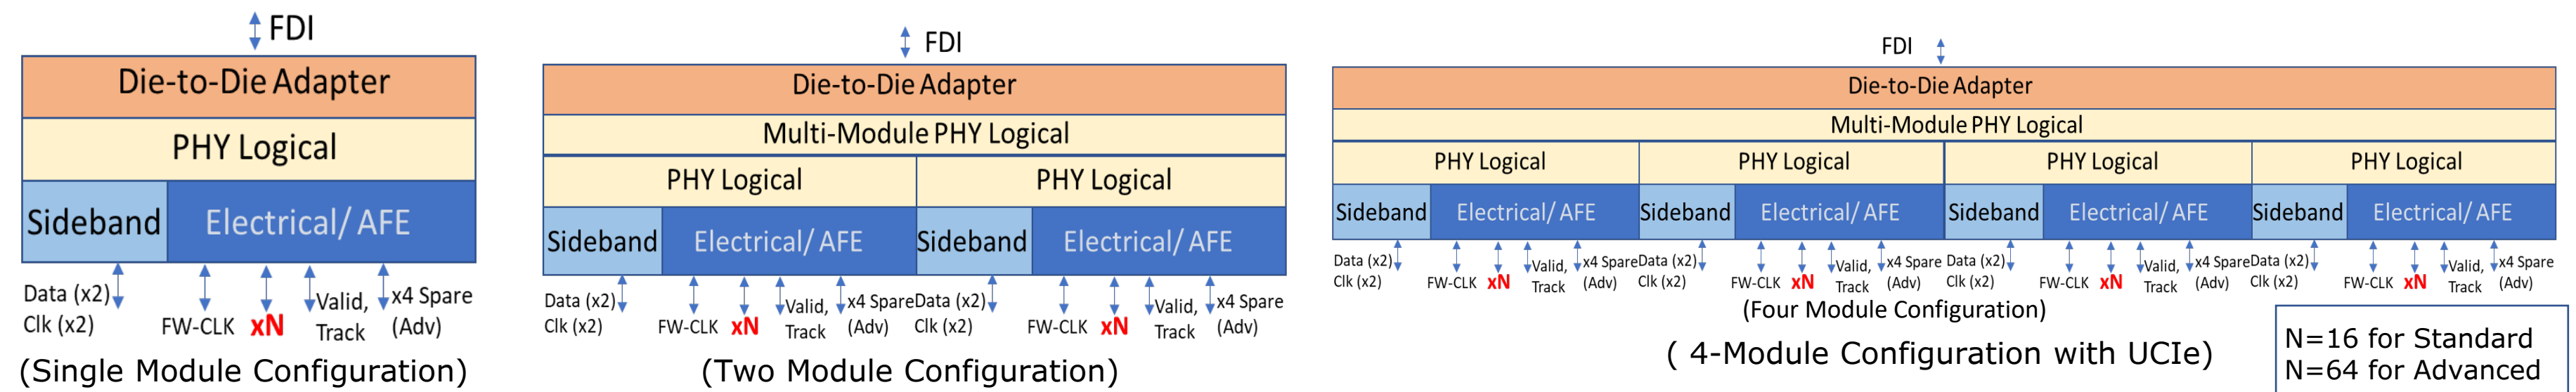 FDI
Die-to-Die Adapter
PHY Logical
Sideband Electrical/ AFE
Data (x2)
Clk (x2)
FW-CLK xN Valid, Track x4 Spare (Adv)
(Single Module Configuration)
FDI
Die-to-Die Adapter
Multi-Module PHY Logical
PHY Logical PHY Logical
Sideband Electrical/ AFE Sideband Electrical/ AFE
Data (x2)
Clk (x2)
FW-CLK xN Valid, Track x4 Spare (Adv)
Data (x2)
Clk (x2)
FW-CLK xN Valid, Track x4 Spare (Adv)
(Two Module Configuration)
FDI
Die-to-Die Adapter
Multi-Module PHY Logical
PHY Logical PHY Logical PHY Logical PHY Logical
Sideband Electrical/ AFE Sideband Electrical/ AFE Sideband Electrical/ AFE Sideband Electrical/ AFE
Data (x2)
Clk (x2)
FW-CLK xN Valid, Track x4 Spare (Adv)
Data (x2)
Clk (x2)
FW-CLK xN Valid, Track x4 Spare (Adv)
Data (x2)
Clk (x2)
FW-CLK xN Valid, Track x4 Spare (Adv)
Data (x2)
Clk (x2)
FW-CLK xN Valid, Track x4 Spare (Adv)
(Four Module Configuration)
( 4-Module Configuration with UCIe)
N=16 for Standard
N=64 for Advanced